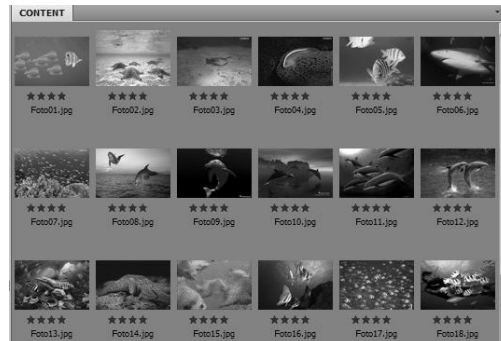 CONTENT
Foto01.jpg Foto02.jpg Foto03.jpg Foto04.jpg Foto05.jpg Foto06.jpg
Foto07.jpg Foto08.jpg Foto09.jpg Foto10.jpg Foto11.jpg Foto12.jpg
Foto13.jpg Foto14.jpg Foto15.jpg Foto16.jpg Foto17.jpg Foto18.jpg